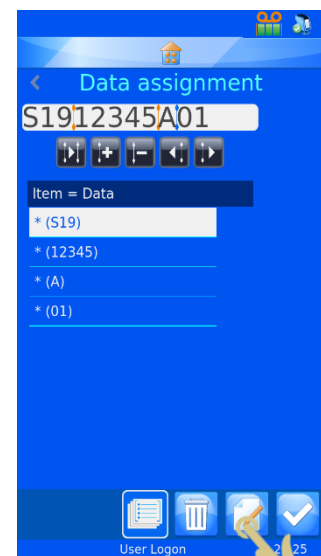 Data assignment
S1912345A01
Item = Data
* (S19)
* (12345)
* (A)
* (01)
User Logon